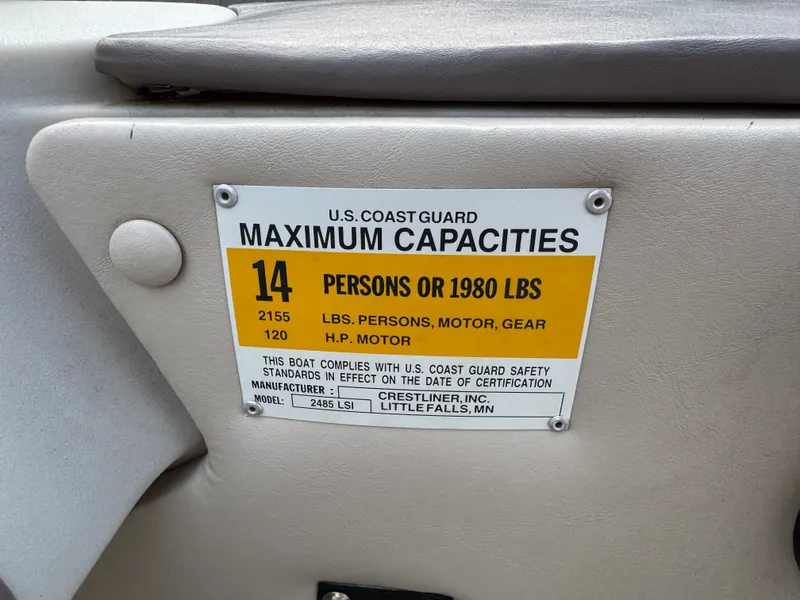 U.S. COAST GUARD
MAXIMUM CAPACITIES
14 PERSONS OR 1980 LBS
2155 LBS. PERSONS, MOTOR, GEAR
120 H.P. MOTOR
THIS BOAT COMPLIES WITH U.S. COAST GUARD SAFETY
STANDARDS IN EFFECT ON THE DATE OF CERTIFICATION
MANUFACTURER : CRESTLINER, INC.
MODEL: 2485 LSI LITTLE FALLS, MN